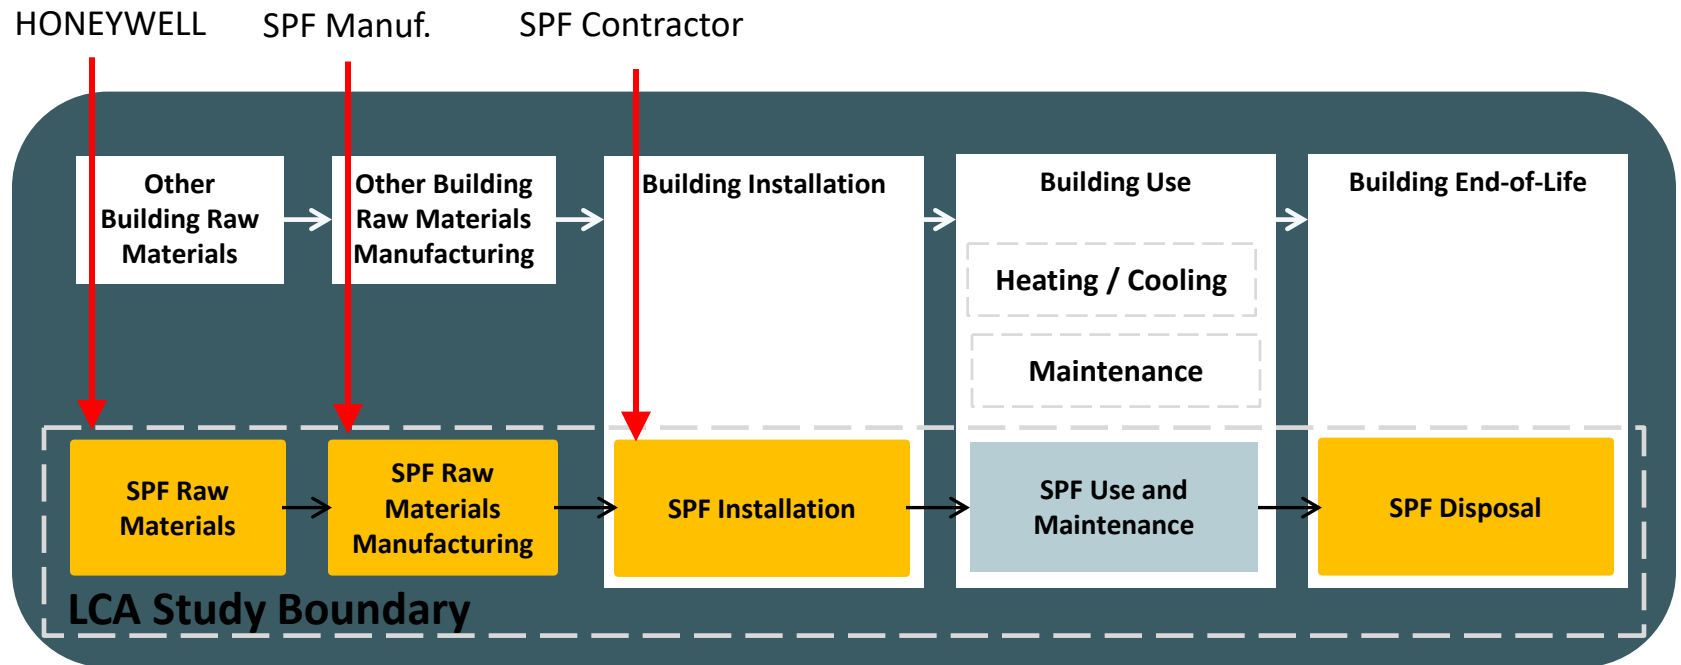 HONEYWELL
SPF Manuf.
SPF Contractor
Other
Building Raw
Materials
Other Building
Raw Materials
Manufacturing
Building Installation
Building Use
Building End-of-Life
Heating / Cooling
Maintenance
SPF Raw
Materials
SPF Raw
Materials
Manufacturing
SPF Installation
SPF Use and
Maintenance
SPF Disposal
LCA Study Boundary